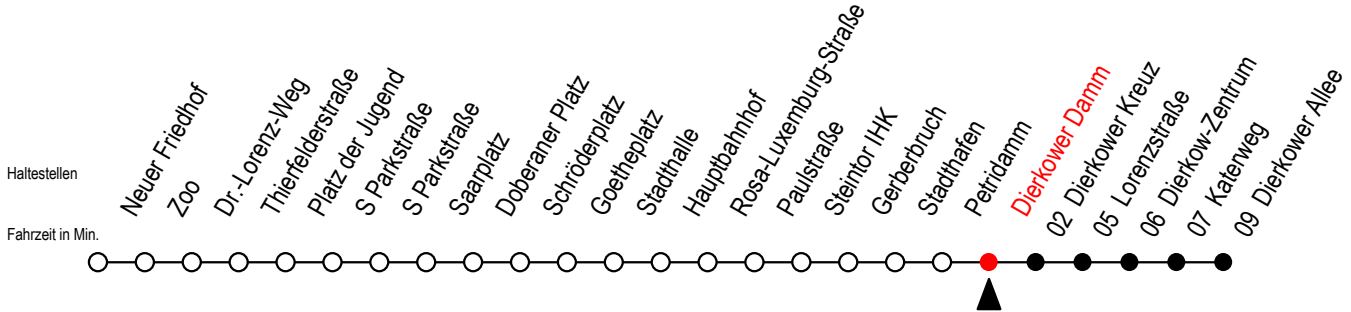 Haltestellen
Fahrzeit in Min.
Neuer Friedhof
Zoo
Dr.-Lorenz-Weg
Thienfelderstraße
Platz der Jugend
S Parkstraße
S Parkstraße
Saarplatz
Doberaner Platz
Schröderplatz
Goetheplatz
Stadthalle
Hauptbahnhof
Rosa-Luxemburg-Straße
Paulstraße
Steintor IHK
Gerberbruch
Stadthafen
Petridamm
Dierkower Damm
02 Dierkower Kreuz
05 Lorenzstraße
06 Dierkow-Zentrum
07 Katerweg
09 Dierkower Allee